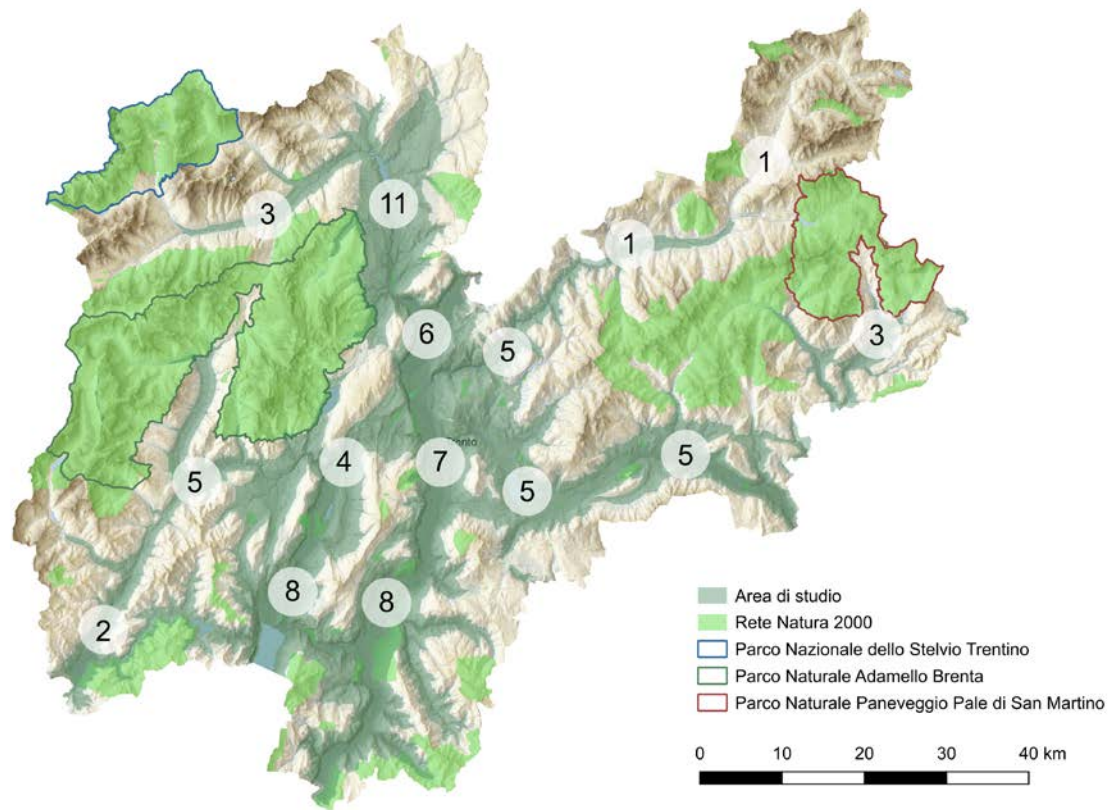 1
3
11
1
6
5
3
Trento
4
7
5
5
5
8
8
2
Area di studio
Rete Natura 2000
Parco Nazionale dello Stelvio Trentino
Parco Naturale Adamello Brenta
Parco Naturale Paneveggio Pale di San Martino
0 10 20 30 40 km